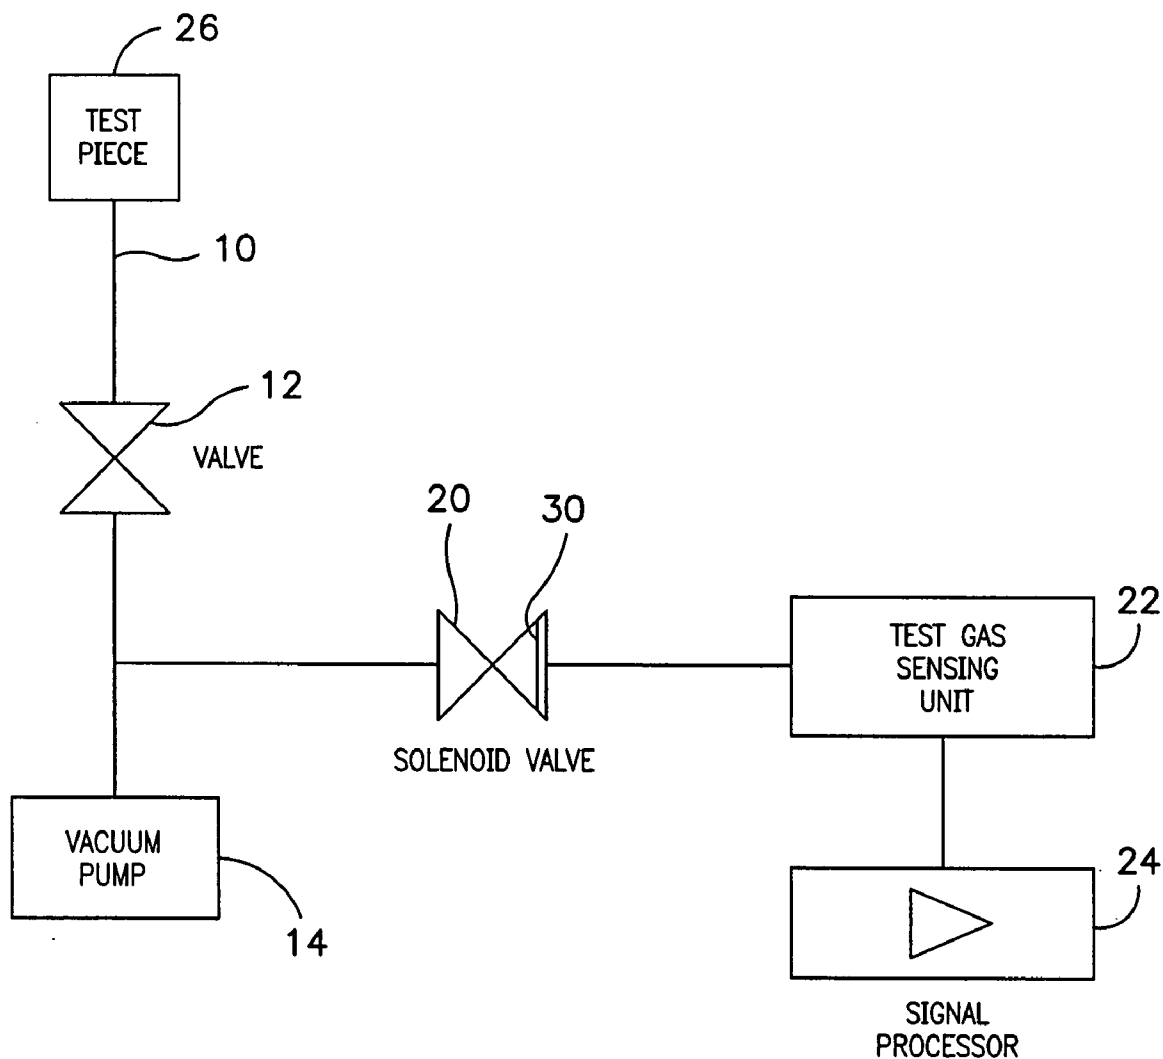 26
TEST
PIECE
10
12
VALVE
20
30
22
TEST GAS
SENSING
UNIT
SOLENOID VALVE
VACUUM
PUMP
14
24
SIGNAL
PROCESSOR